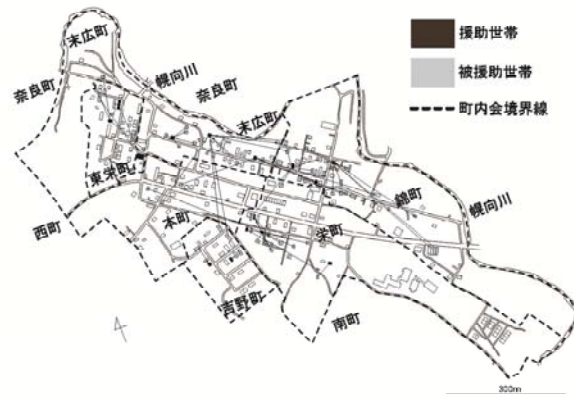 末広町
奈良町
幌向川
奈良町
末広町
東栄町
西町
本町
吉野町
栄町
錦町
幌向川
南町
援助世帯
被援助世帯
町内会境界線
300m